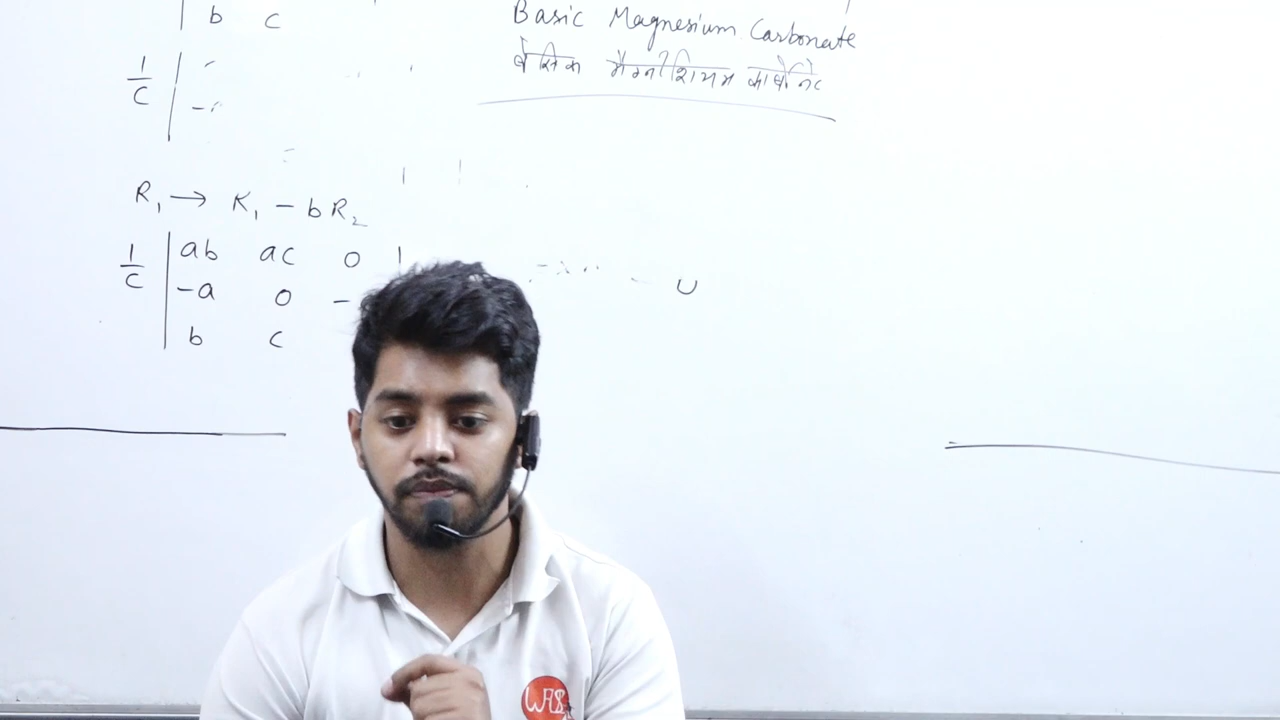 b c
Basic Magnesium Carbonate
बेसिक मैग्नीशियम कार्बोनेट
1/c
R₁ → R₁ - bR₂
1/c | ab ac 0 |
-a 0 -
b c